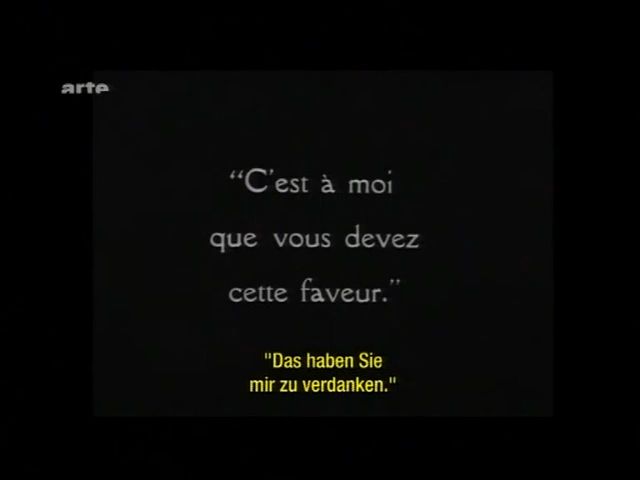 arte
“C'est à moi
que vous devez
cette faveur.”
"Das haben Sie
mir zu verdanken."